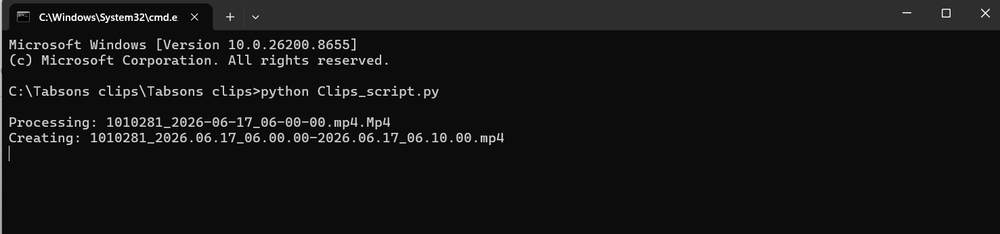 C:\Windows\System32\cmd.e
Microsoft Windows [Version 10.0.26200.8655]
(c) Microsoft Corporation. All rights reserved.
C:\Tabsons clips\Tabsons clips>python Clips_script.py
Processing: 1010281_2026-06-17_06-00-00.mp4.Mp4
Creating: 1010281_2026.06.17_06.00.00-2026.06.17_06.10.00.mp4